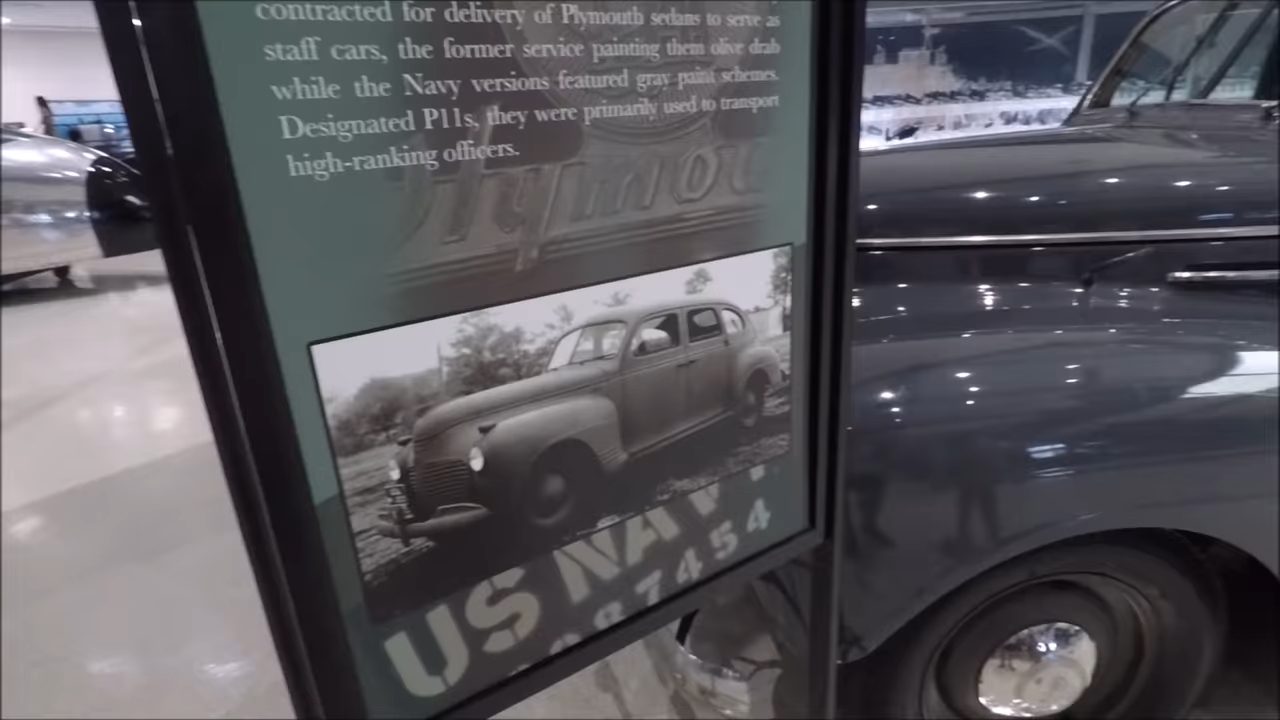 contracted for delivery of Plymouth sedans to serve as
staff cars, the former service painting them olive drab
while the Navy versions featured gray paint schemes.
Designated P11s, they were primarily used to transport
high-ranking officers.
Plymou
US NAVY
87454